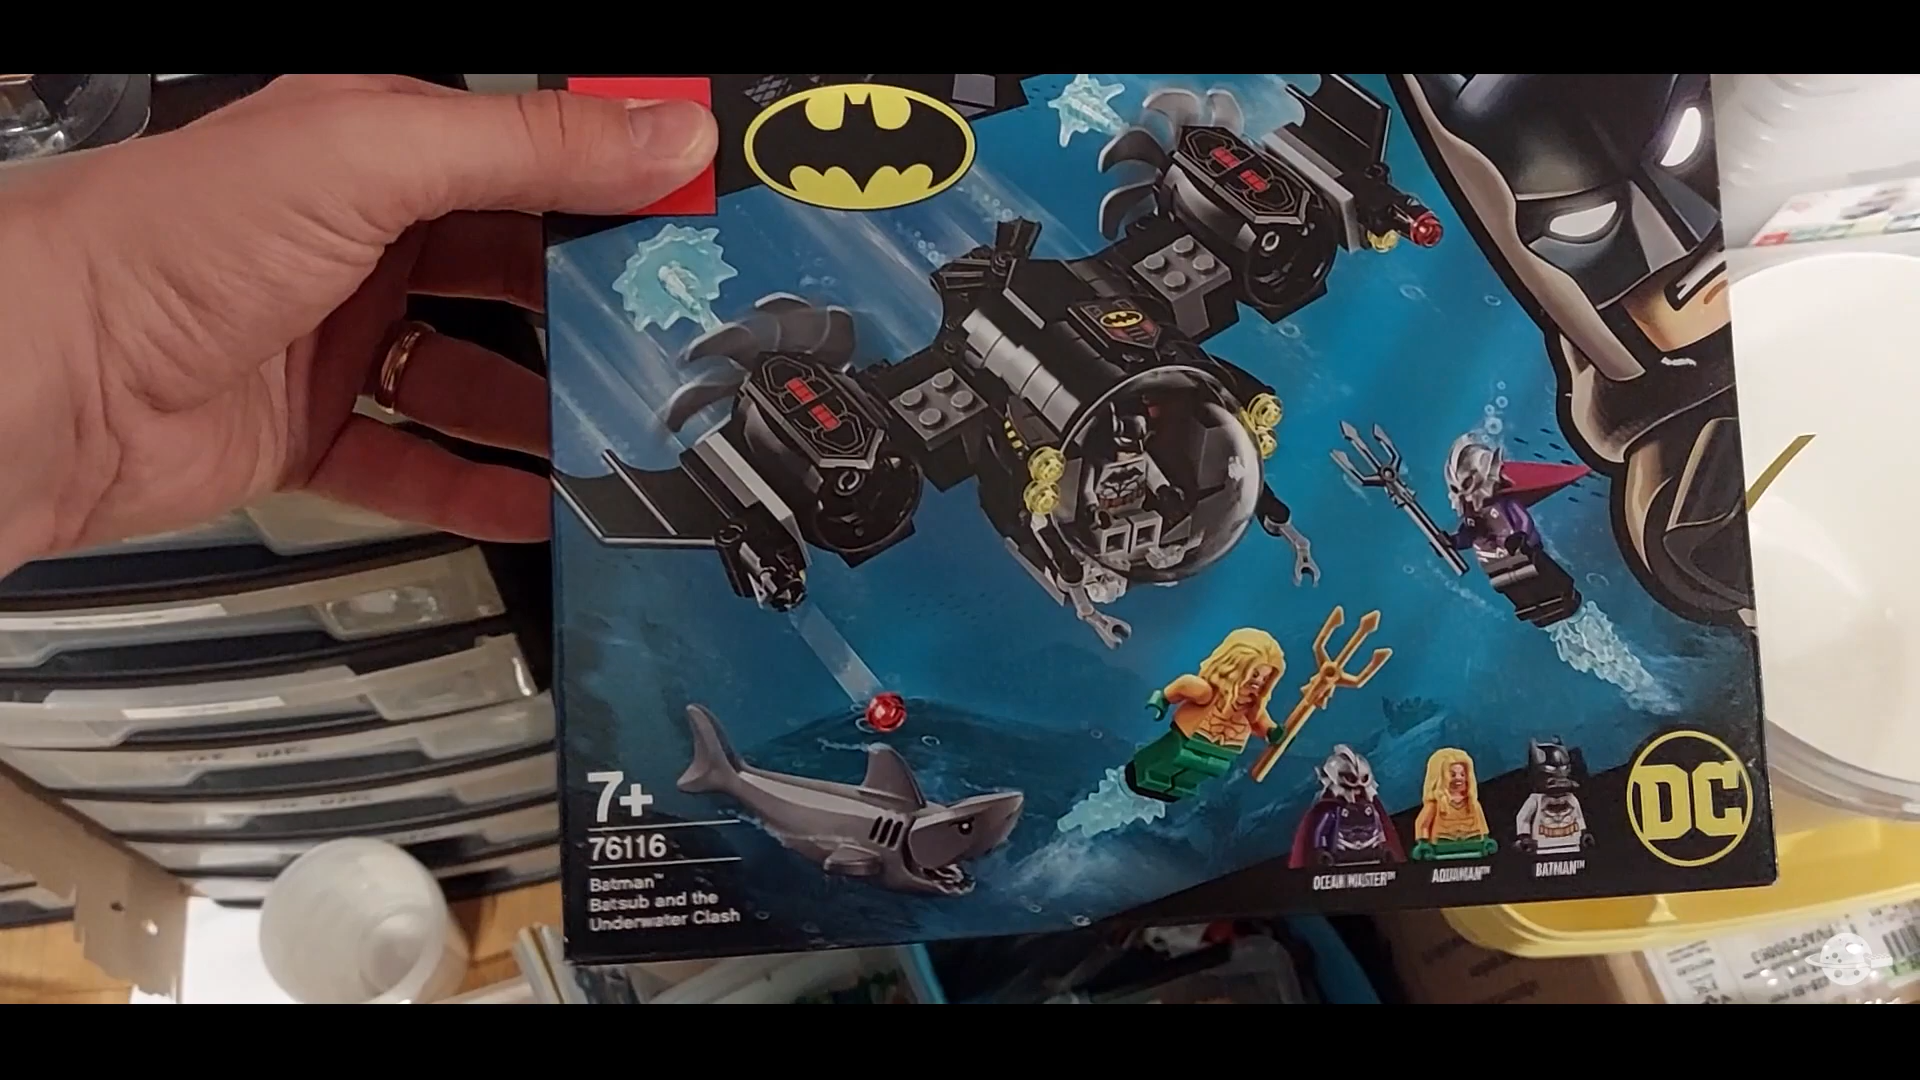 7+
76116
Batman™
Batsub and the
Underwater Clash
OCEAN MASTER™
AQUAMAN™
BATMAN™
DC